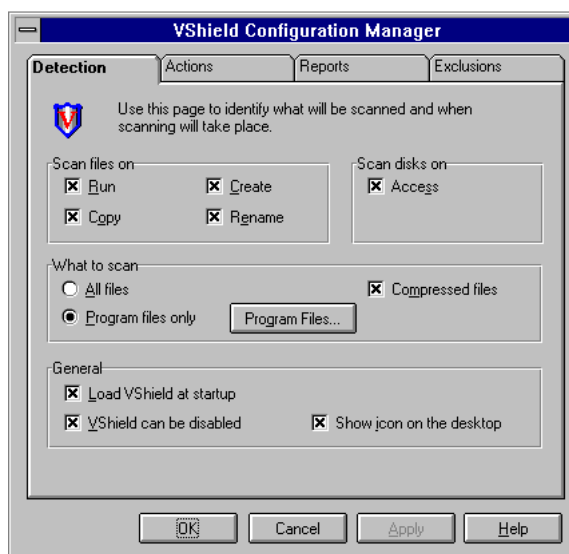 VShield Configuration Manager
Detection Actions Reports Exclusions
V
Use this page to identify what will be scanned and when
scanning will take place.
Scan files on Scan disks on
Run Create Access
Copy Rename
What to scan
All files Compressed files
Program files only Program Files...
General
Load VShield at startup
VShield can be disabled Show icon on the desktop
OK Cancel Apply Help